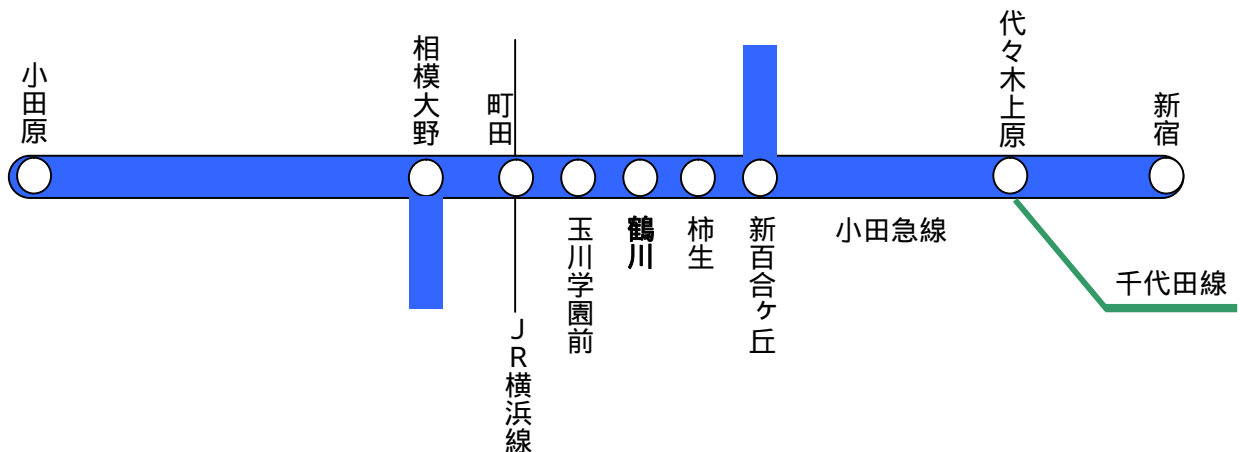 小田原
相模大野
町田
代々木上原
新宿
玉川学園前
鶴川
柿生
新百合ヶ丘
小田急線
千代田線
JR横浜線